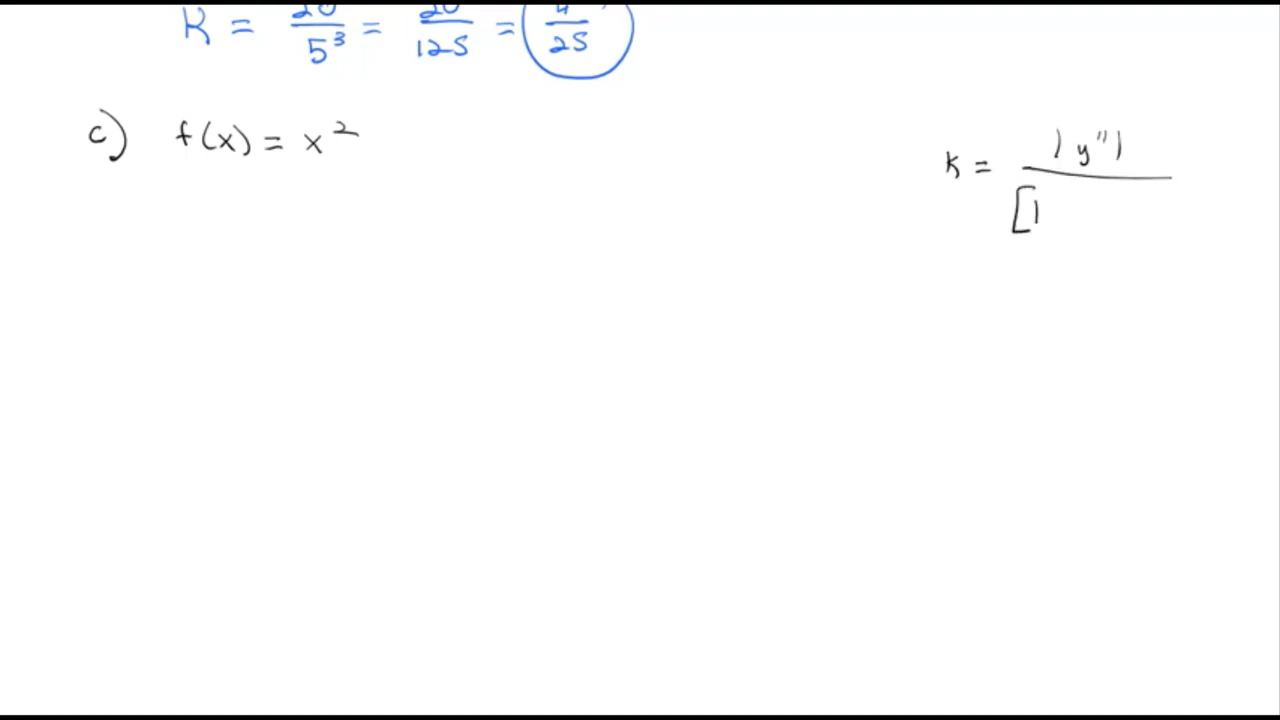 K = 20/5³ = 20/125 = 4/25
c) f(x) = x²
K = |y''| / [1